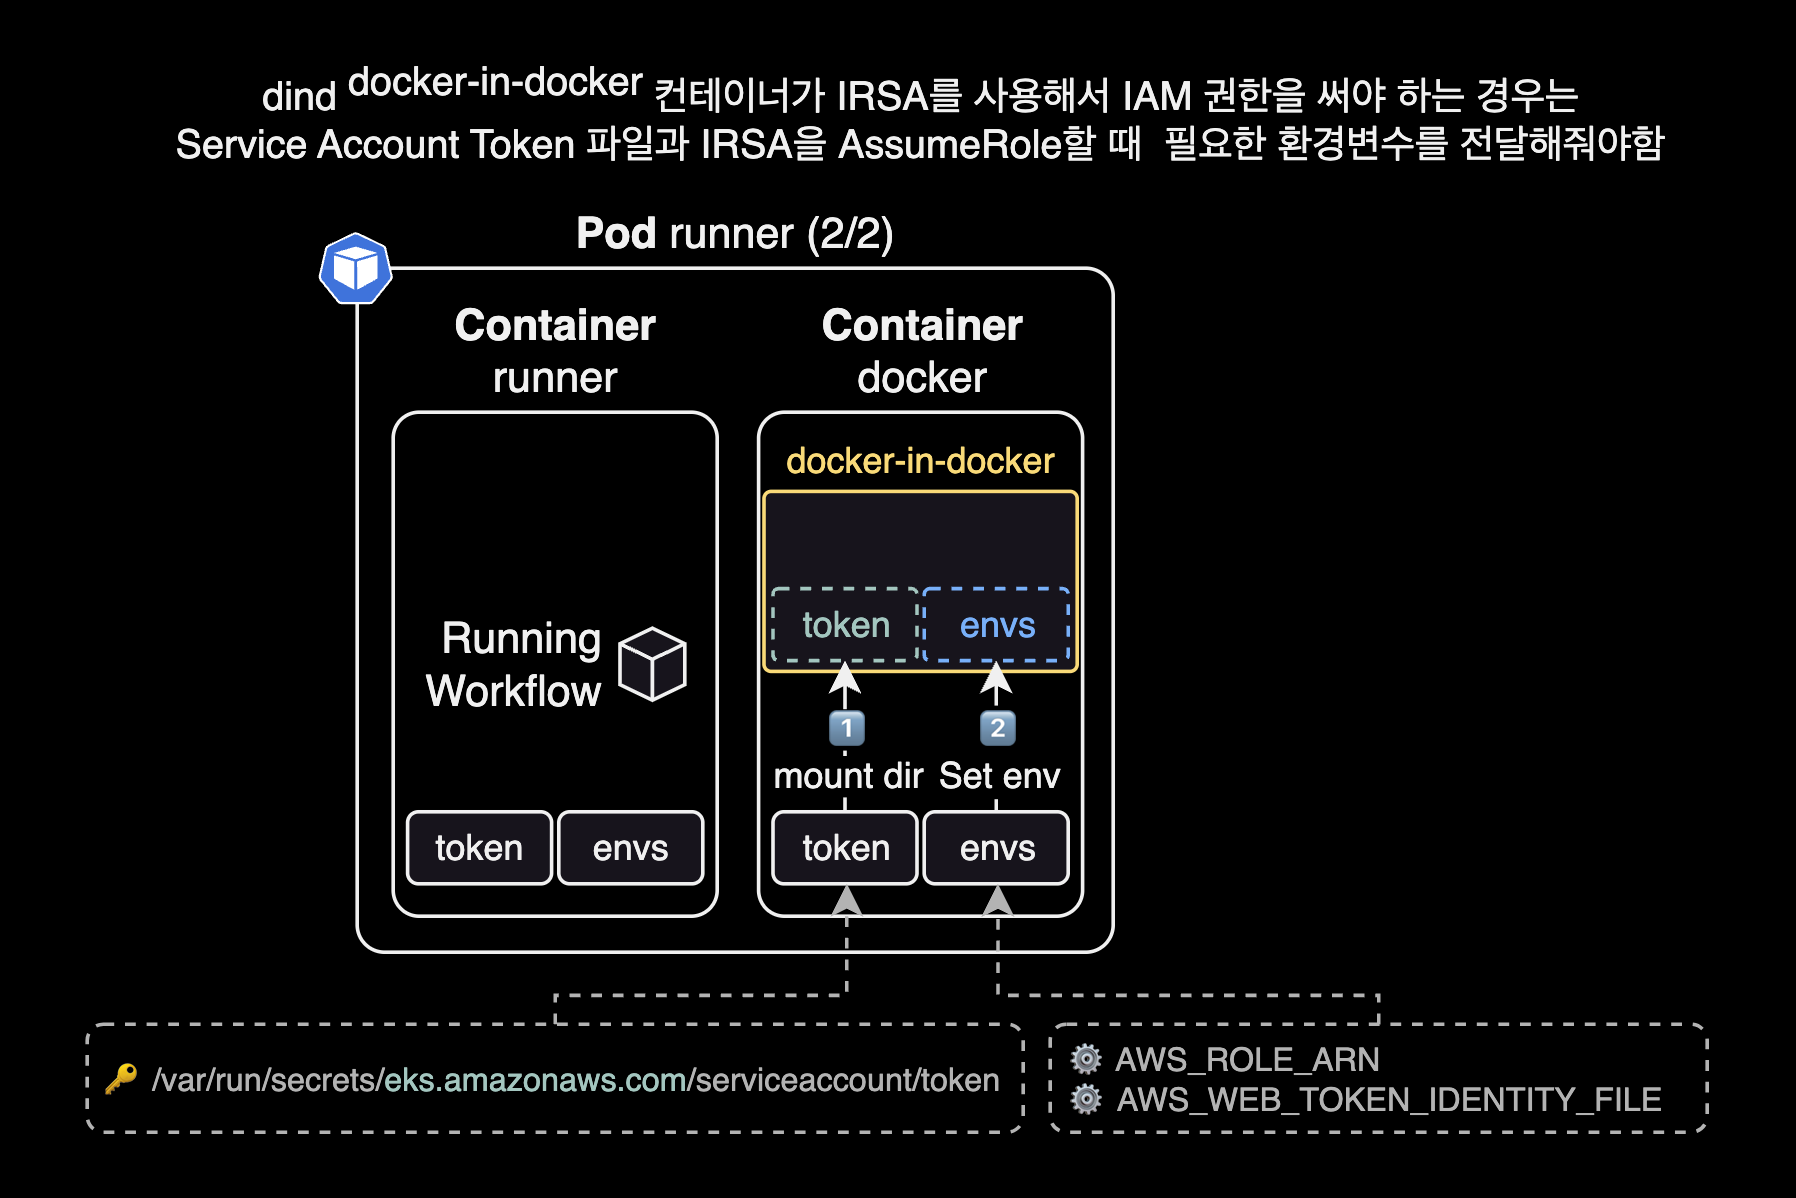 dind docker-in-docker 컨테이너가 IRSA를 사용해서 IAM 권한을 써야 하는 경우는
Service Account Token 파일과 IRSA을 AssumeRole할 때 필요한 환경변수를 전달해줘야함
Pod runner (2/2)
Container
runner
Container
docker
docker-in-docker
token
envs
Running
Workflow
1
2
mount dir
Set env
token
envs
token
envs
/var/run/secrets/eks.amazonaws.com/serviceaccount/token
AWS_ROLE_ARN
AWS_WEB_TOKEN_IDENTITY_FILE